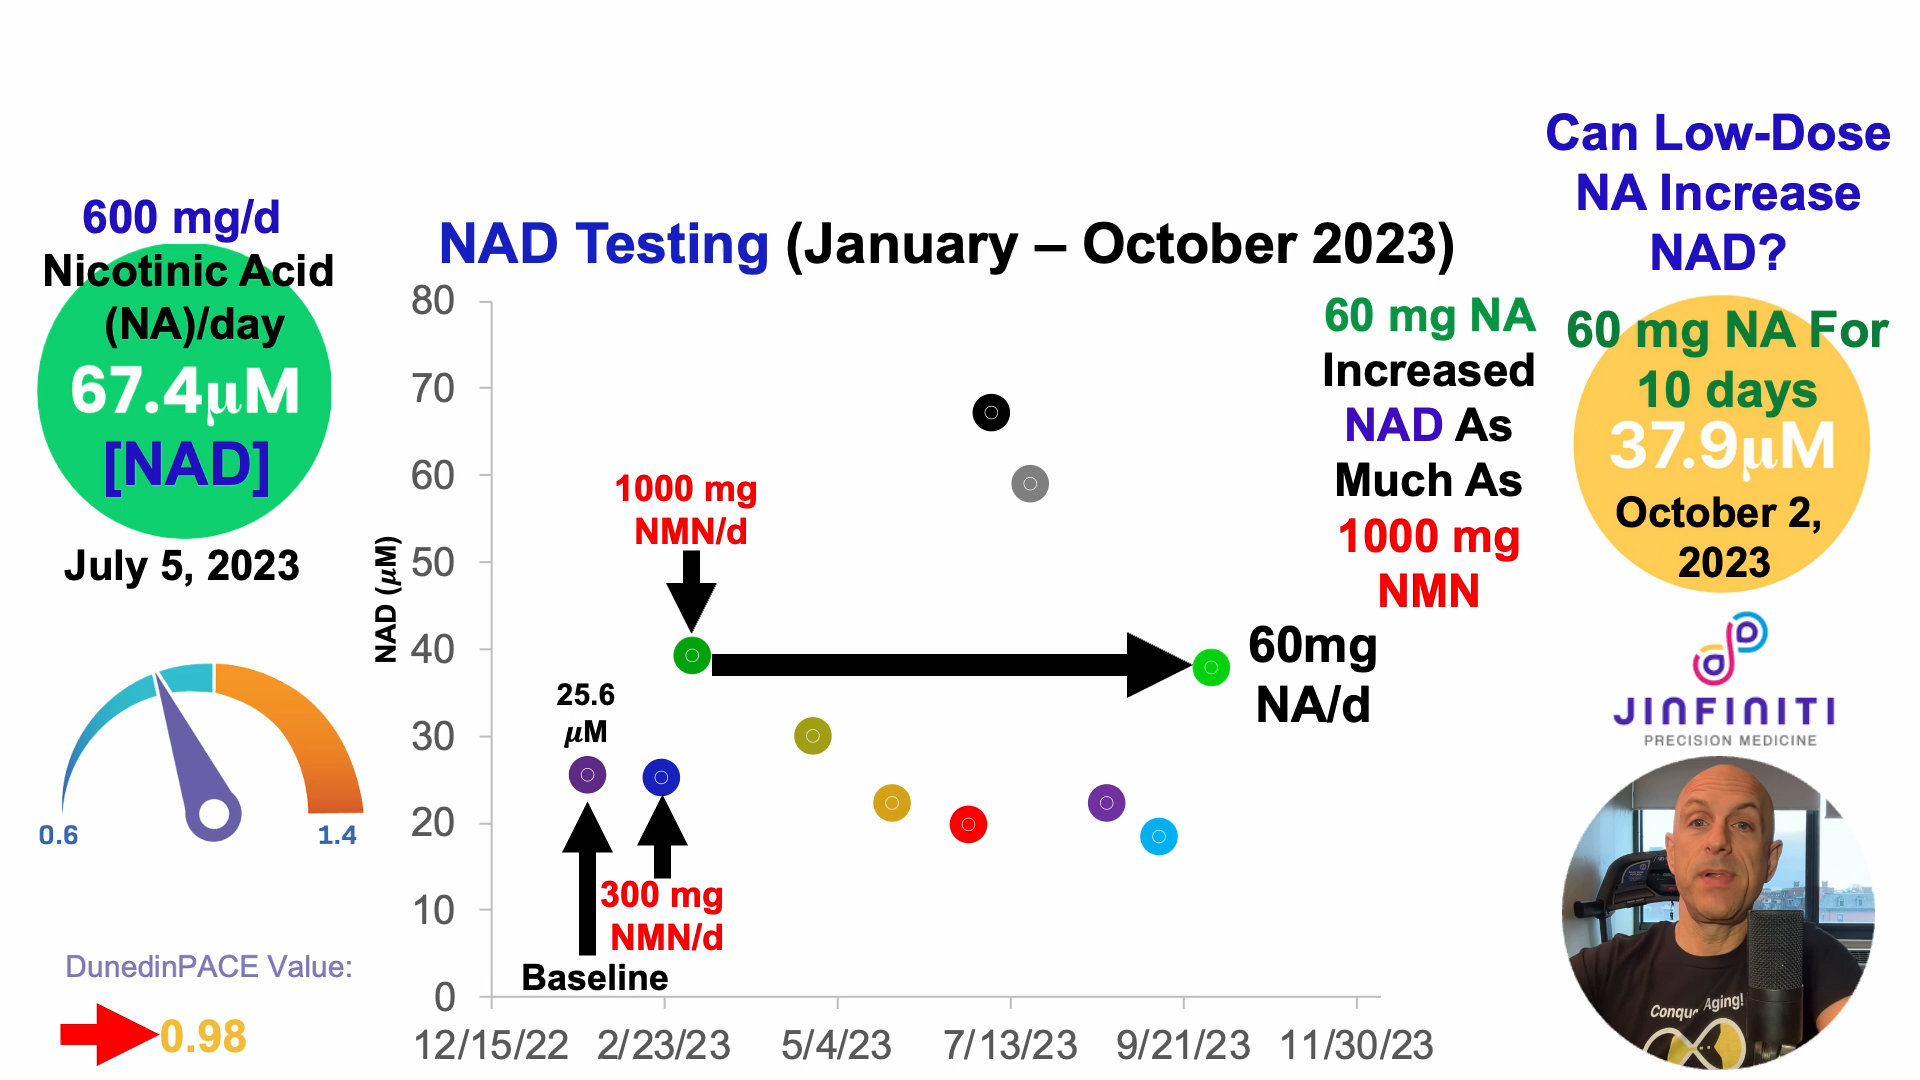 600 mg/d
Nicotinic Acid
(NA)/day
67.4μM
[NAD]
July 5, 2023
0.6
1.4
DunedinPACE Value:
0.98
NAD Testing (January – October 2023)
80
70
60
50
40
30
20
10
0
NAD (μM)
12/15/22
2/23/23
5/4/23
7/13/23
9/21/23
11/30/23
1000 mg
NMN/d
25.6
μM
300 mg
NMN/d
Baseline
60mg
NA/d
60 mg NA
Increased
NAD As
Much As
1000 mg
NMN
Can Low-Dose
NA Increase
NAD?
60 mg NA For
10 days
37.9μM
October 2,
2023
JINFINITI
PRECISION MEDICINE
Aging!